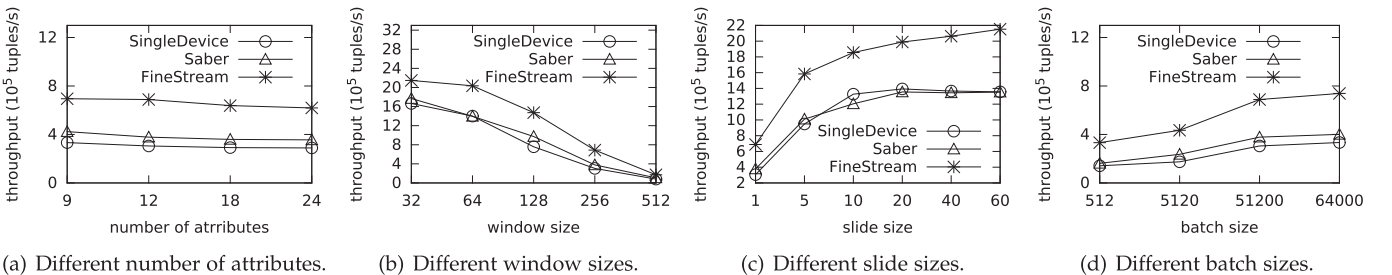 throughput (10^5 tuples/s)
12
8
4
0
SingleDevice
Saber
FineStream
9 12 18 24
number of atrributes
(a) Different number of attributes.
throughput (10^5 tuples/s)
32
28
24
20
16
12
8
4
0
SingleDevice
Saber
FineStream
32 64 128 256 512
window size
(b) Different window sizes.
throughput (10^5 tuples/s)
22
20
18
16
14
12
10
8
6
4
2
SingleDevice
Saber
FineStream
1 5 10 20 40 60
slide size
(c) Different slide sizes.
throughput (10^5 tuples/s)
12
8
4
0
SingleDevice
Saber
FineStream
512 5120 51200 64000
batch size
(d) Different batch sizes.